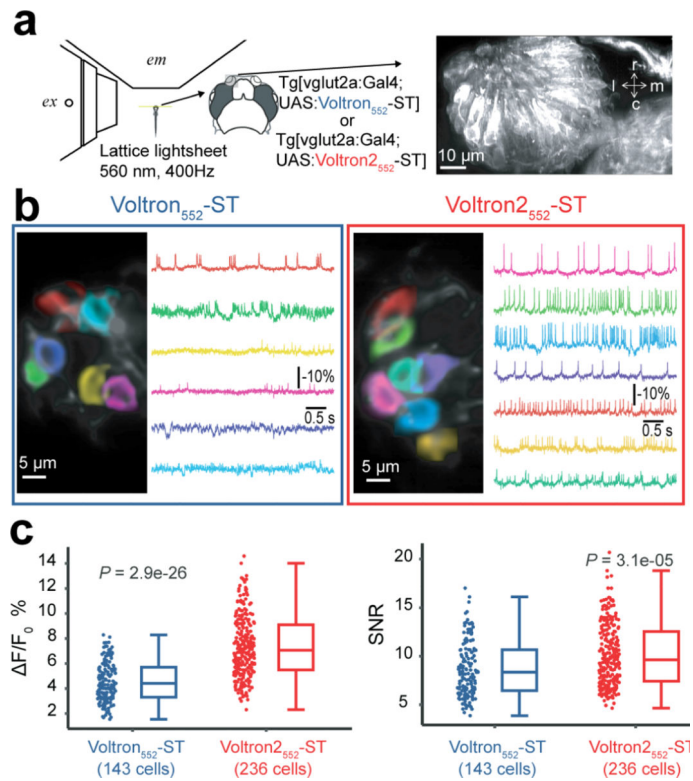 a
em
ex
Lattice lightsheet
560 nm, 400Hz
Tg[vglut2a:Gal4;
UAS:Voltron552-ST]
or
Tg[vglut2a:Gal4;
UAS:Voltron2552-ST]
r
l
m
c
10 μm
b
Voltron552-ST
Voltron2552-ST
-10%
0.5 s
5 μm
-10%
0.5 s
5 μm
c
ΔF/F0 %
14
12
10
8
6
4
2
P = 2.9e-26
Voltron552-ST
(143 cells)
Voltron2552-ST
(236 cells)
SNR
20
15
10
5
P = 3.1e-05
Voltron552-ST
(143 cells)
Voltron2552-ST
(236 cells)